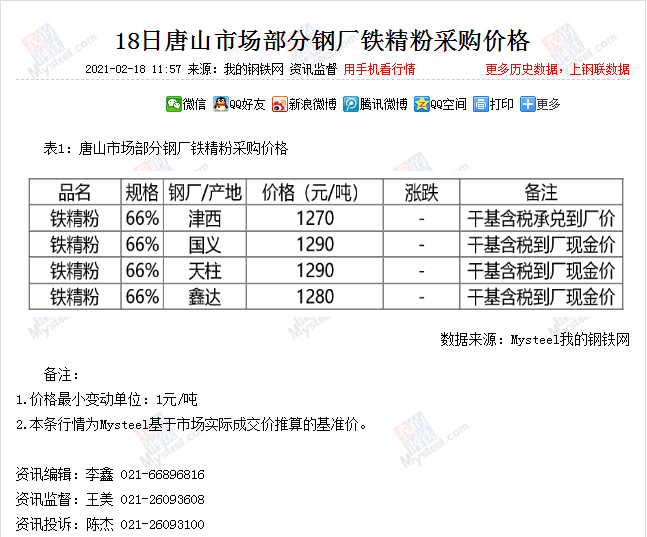 18日唐山市场部分钢厂铁精粉采购价格
2021-02-18 11:57 来源：我的钢铁网 资讯监督 用手机看行情 更多历史数据，上钢联数据
微信 QQ好友 新浪微博 腾讯微博 QQ空间 打印 更多
表1：唐山市场部分钢厂铁精粉采购价格
品名 规格 钢厂/产地 价格（元/吨） 涨跌 备注
铁精粉 66% 津西 1270 - 干基含税承兑到厂价
铁精粉 66% 国义 1290 - 干基含税到厂现金价
铁精粉 66% 天柱 1290 - 干基含税到厂现金价
铁精粉 66% 鑫达 1280 - 干基含税到厂现金价
数据来源：Mysteel我的钢铁网
备注：
1.价格最小变动单位：1元/吨
2.本条行情为Mysteel基于市场实际成交价推算的基准价。
资讯编辑：李鑫 021-66896816
资讯监督：王美 021-26093608
资讯投诉：陈杰 021-26093100